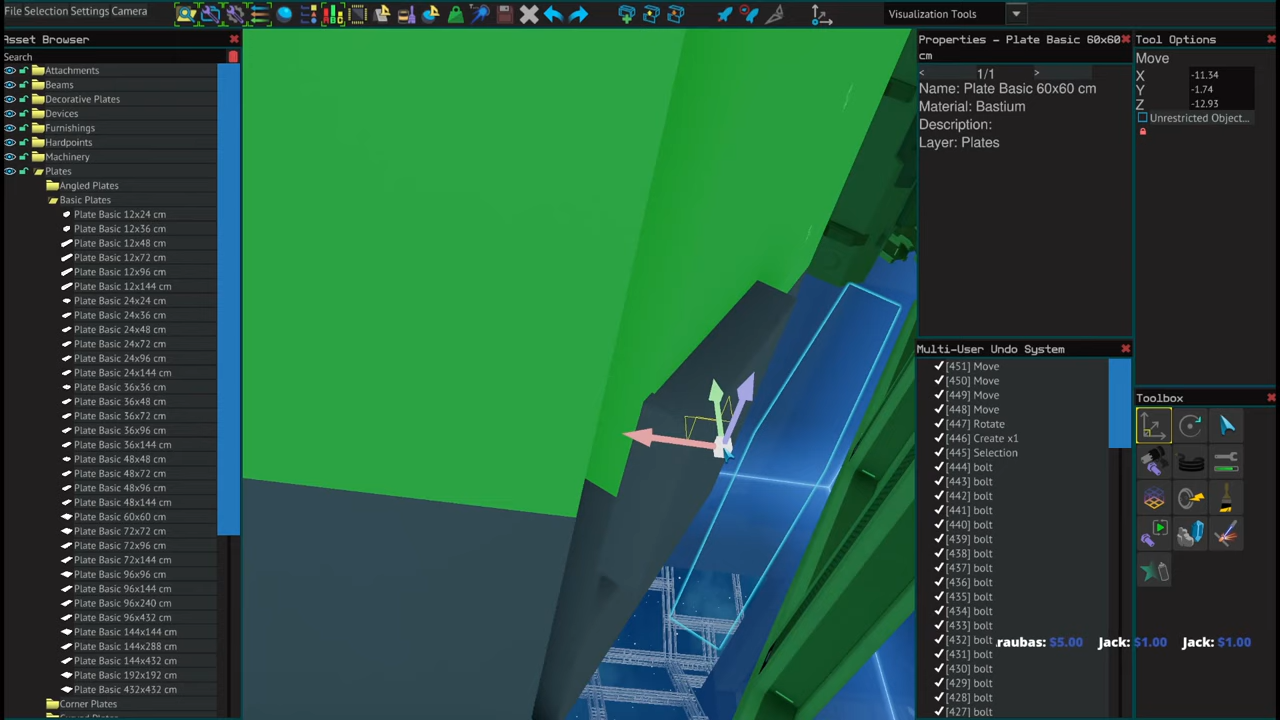 File Selection Settings Camera
Visualization Tools
Asset Browser
Search
Attachments
Beams
Decorative Plates
Devices
Furnishings
Hardpoints
Machinery
Plates
Angled Plates
Basic Plates
Plate Basic 12x24 cm
Plate Basic 12x36 cm
Plate Basic 12x48 cm
Plate Basic 12x72 cm
Plate Basic 12x96 cm
Plate Basic 12x144 cm
Plate Basic 24x24 cm
Plate Basic 24x36 cm
Plate Basic 24x48 cm
Plate Basic 24x72 cm
Plate Basic 24x96 cm
Plate Basic 24x144 cm
Plate Basic 36x36 cm
Plate Basic 36x48 cm
Plate Basic 36x72 cm
Plate Basic 36x96 cm
Plate Basic 36x144 cm
Plate Basic 48x48 cm
Plate Basic 48x72 cm
Plate Basic 48x96 cm
Plate Basic 48x144 cm
Plate Basic 60x60 cm
Plate Basic 72x72 cm
Plate Basic 72x96 cm
Plate Basic 72x144 cm
Plate Basic 96x96 cm
Plate Basic 96x144 cm
Plate Basic 96x240 cm
Plate Basic 96x432 cm
Plate Basic 144x144 cm
Plate Basic 144x288 cm
Plate Basic 144x432 cm
Plate Basic 192x192 cm
Plate Basic 432x432 cm
Corner Plates
Properties - Plate Basic 60x60
cm
< 1/1 >
Name: Plate Basic 60x60 cm
Material: Bastium
Description:
Layer: Plates
Tool Options
Move
X -11.34
Y -1.74
Z -12.93
Unrestricted Object...
Multi-User Undo System
[451] Move
[450] Move
[449] Move
[448] Move
[447] Rotate
[446] Create x1
[445] Selection
[444] bolt
[443] bolt
[442] bolt
[441] bolt
[440] bolt
[439] bolt
[438] bolt
[437] bolt
[436] bolt
[435] bolt
[434] bolt
[433] bolt
[432] bolt
[431] bolt
[430] bolt
[429] bolt
[428] bolt
[427] bolt
Toolbox
raubas: $5.00 Jack: $1.00 Jack: $1.00